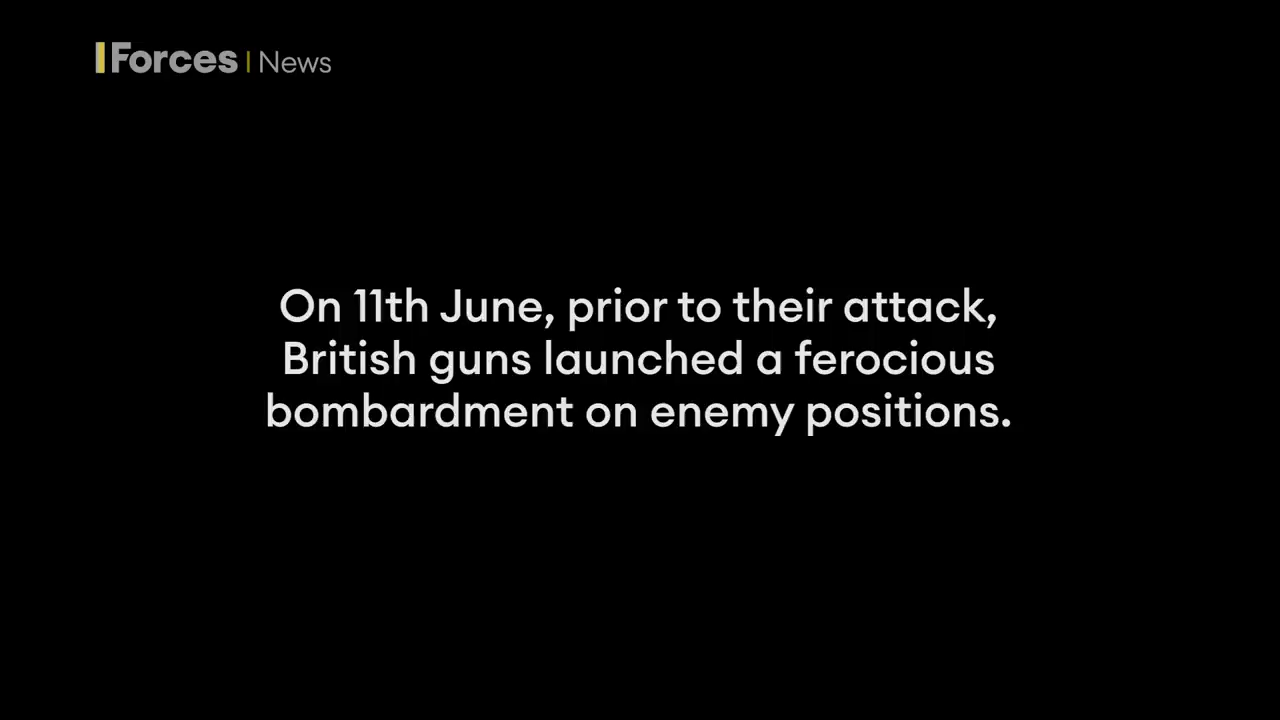 Forces | News
On 11th June, prior to their attack,
British guns launched a ferocious
bombardment on enemy positions.